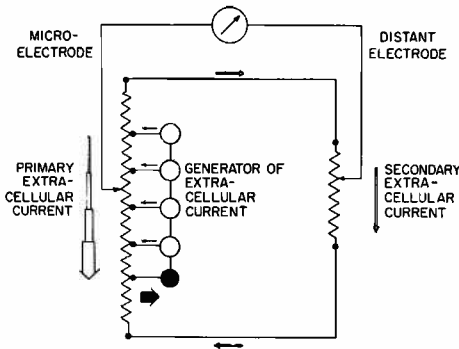 MICRO-
ELECTRODE
DISTANT
ELECTRODE
PRIMARY
EXTRA-
CELLULAR
CURRENT
GENERATOR OF
EXTRA-
CELLULAR
CURRENT
SECONDARY
EXTRA-
CELLULAR
CURRENT